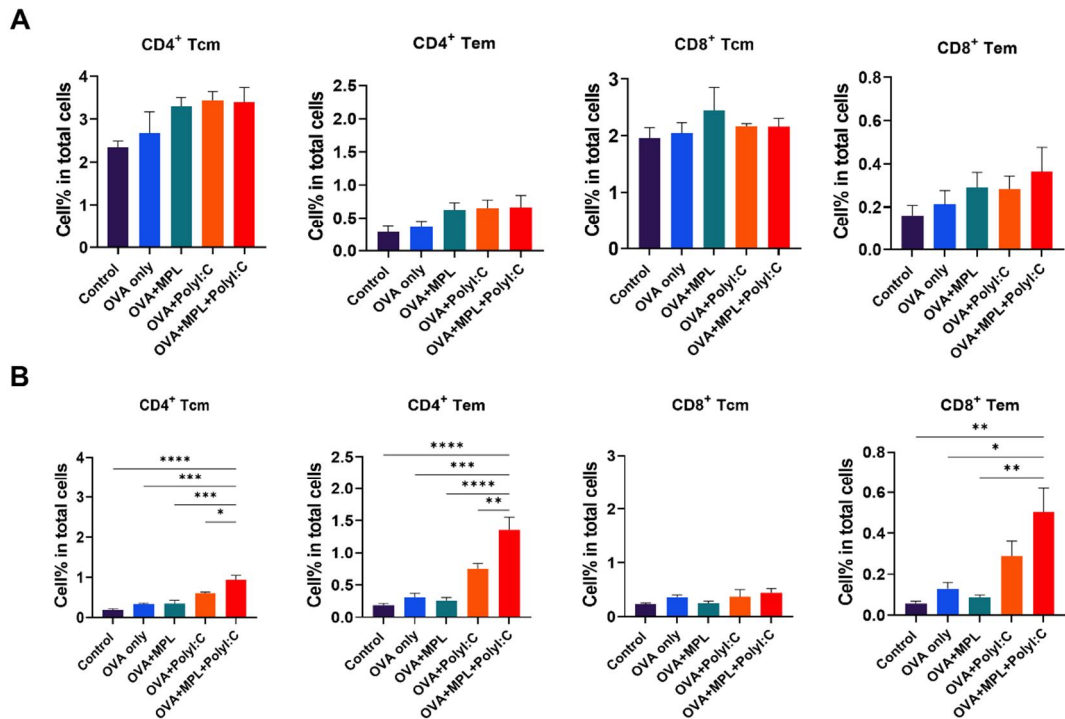 A
CD4+ Tcm
Cell% in total cells
4
3
2
1
0
Control
OVA only
OVA+MPL
OVA+PolyI:C
OVA+MPL+PolyI:C
CD4+ Tem
Cell% in total cells
2.5
2.0
1.5
1.0
0.5
0.0
Control
OVA only
OVA+MPL
OVA+PolyI:C
OVA+MPL+PolyI:C
CD8+ Tcm
Cell% in total cells
3
2
1
0
Control
OVA only
OVA+MPL
OVA+PolyI:C
OVA+MPL+PolyI:C
CD8+ Tem
Cell% in total cells
0.8
0.6
0.4
0.2
0.0
Control
OVA only
OVA+MPL
OVA+PolyI:C
OVA+MPL+PolyI:C
B
CD4+ Tcm
Cell% in total cells
4
3
2
1
0
****
***
***
*
Control
OVA only
OVA+MPL
OVA+PolyI:C
OVA+MPL+PolyI:C
CD4+ Tem
Cell% in total cells
2.5
2.0
1.5
1.0
0.5
0.0
****
***
****
**
Control
OVA only
OVA+MPL
OVA+PolyI:C
OVA+MPL+PolyI:C
CD8+ Tcm
Cell% in total cells
3
2
1
0
Control
OVA only
OVA+MPL
OVA+PolyI:C
OVA+MPL+PolyI:C
CD8+ Tem
Cell% in total cells
0.8
0.6
0.4
0.2
0.0
**
*
**
Control
OVA only
OVA+MPL
OVA+PolyI:C
OVA+MPL+PolyI:C